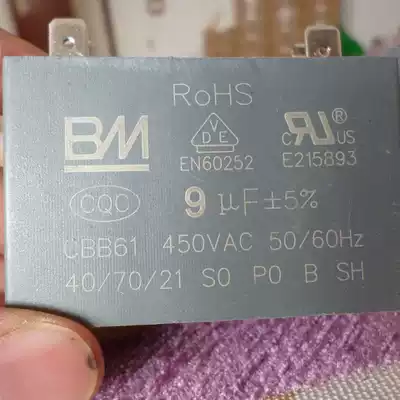 RoHS
BM
VDE
c RU ® US
EN60252
E215893
CQC
9 µF±5%
CBB61 450VAC 50/60Hz
40/70/21 S0 P0 B SH